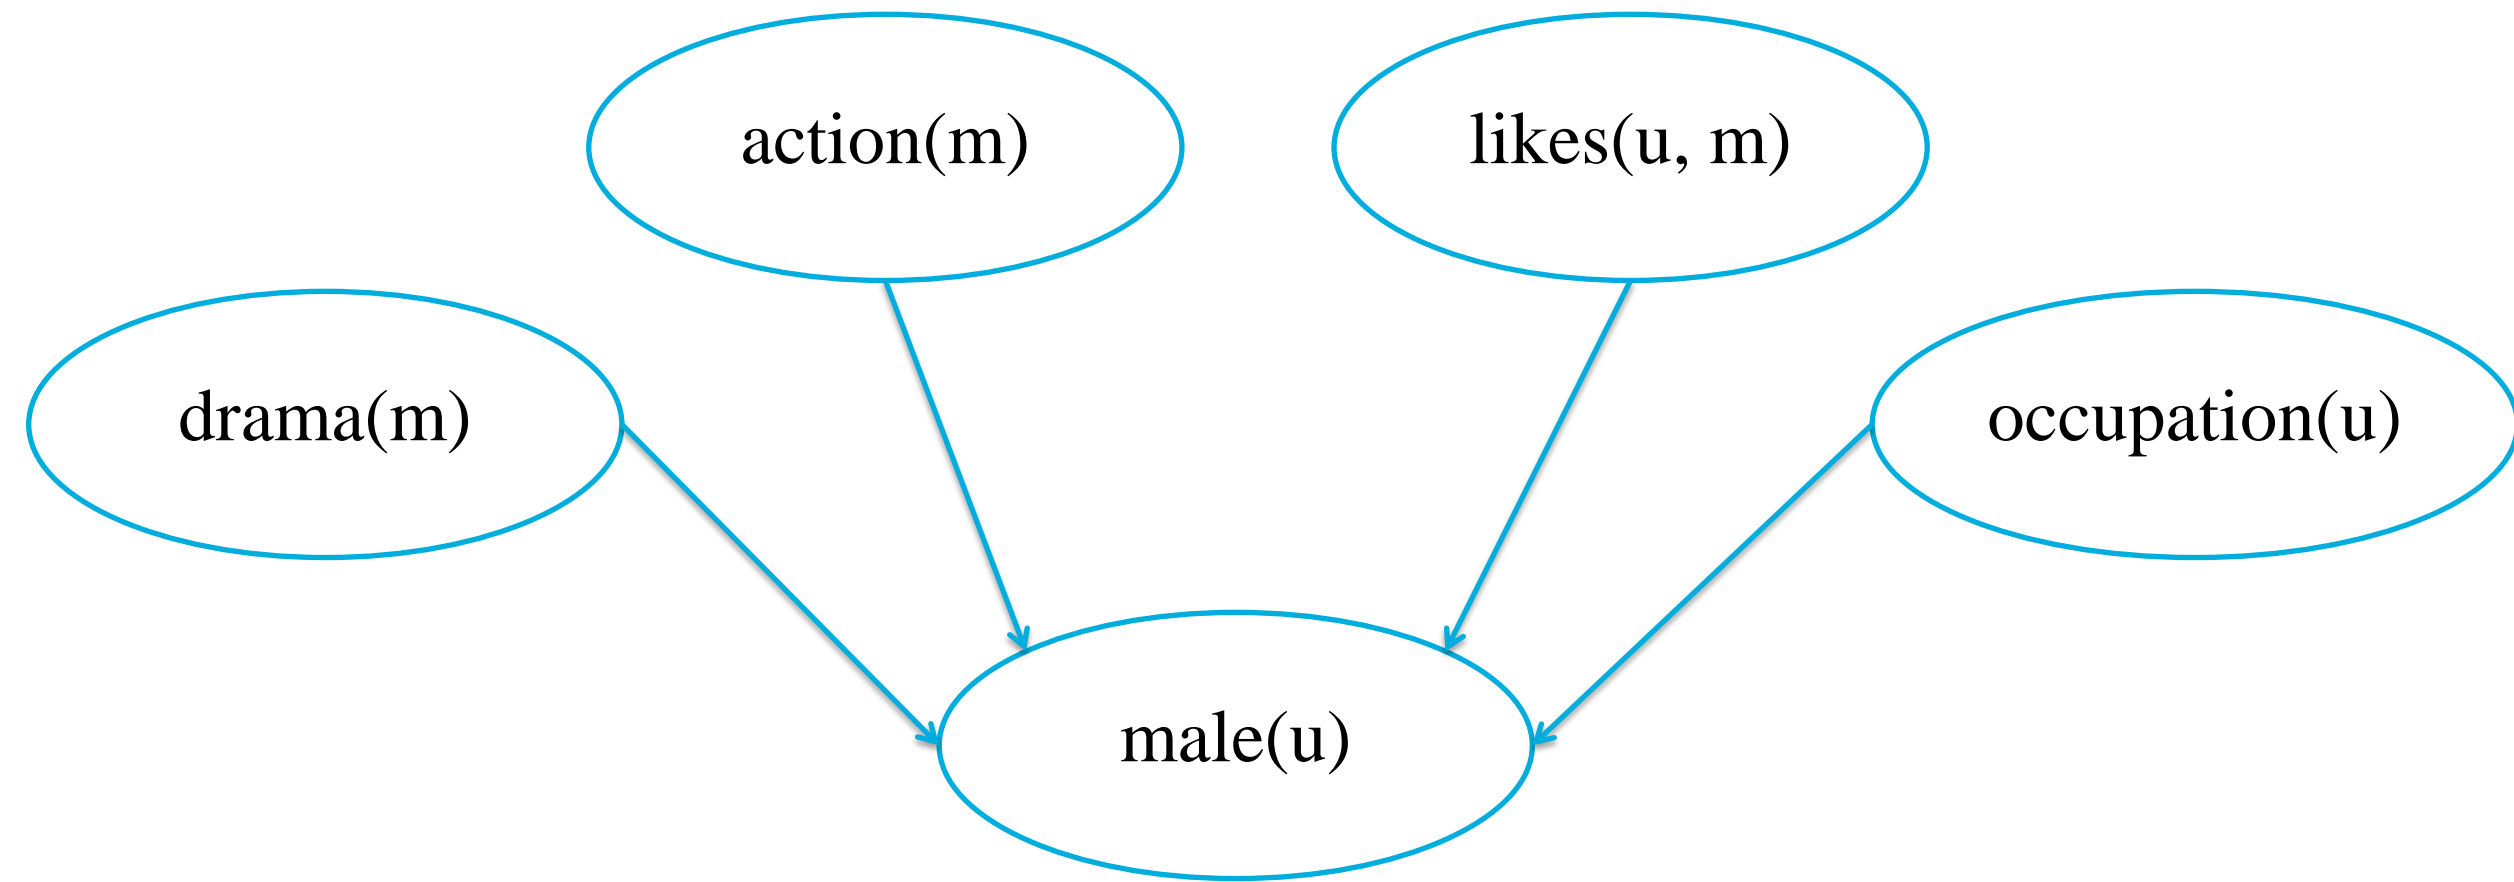 action(m)
likes(u, m)
drama(m)
occupation(u)
male(u)